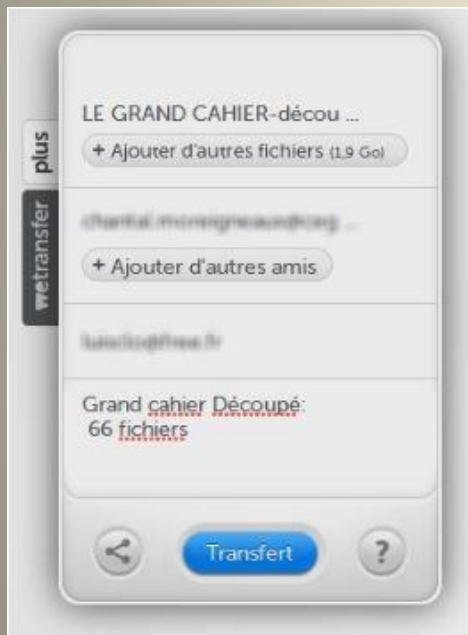 LE GRAND CAHIER-décou ...
+ Ajouter d'autres fichiers (1,9 Go)
+ Ajouter d'autres amis
Grand cahier Découpé:
66 fichiers
Transfert
?
plus
wetransfer